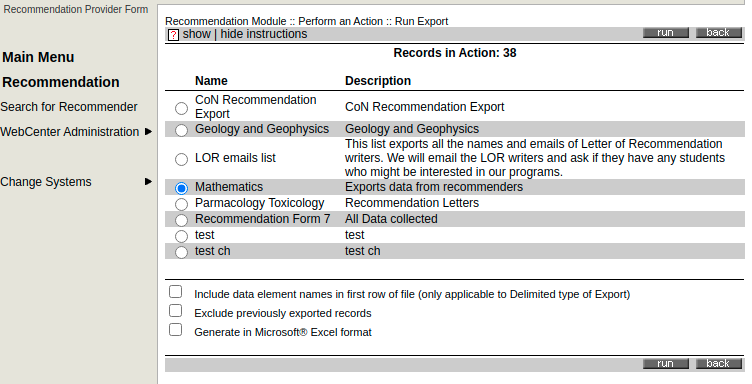 Recommendation Provider Form
Main Menu
Recommendation
Search for Recommender
WebCenter Administration
Change Systems
Recommendation Module :: Perform an Action :: Run Export
? show | hide instructions
run back
Records in Action: 38
Name Description
CoN Recommendation
Export
CoN Recommendation Export
Geology and Geophysics Geology and Geophysics
LOR emails list
This list exports all the names and emails of Letter of Recommendation
writers. We will email the LOR writers and ask if they have any students
who might be interested in our programs.
Mathematics Exports data from recommenders
Parmacology Toxicology Recommendation Letters
Recommendation Form 7 All Data collected
test test
test ch test ch
Include data element names in first row of file (only applicable to Delimited type of Export)
Exclude previously exported records
Generate in Microsoft® Excel format
run back